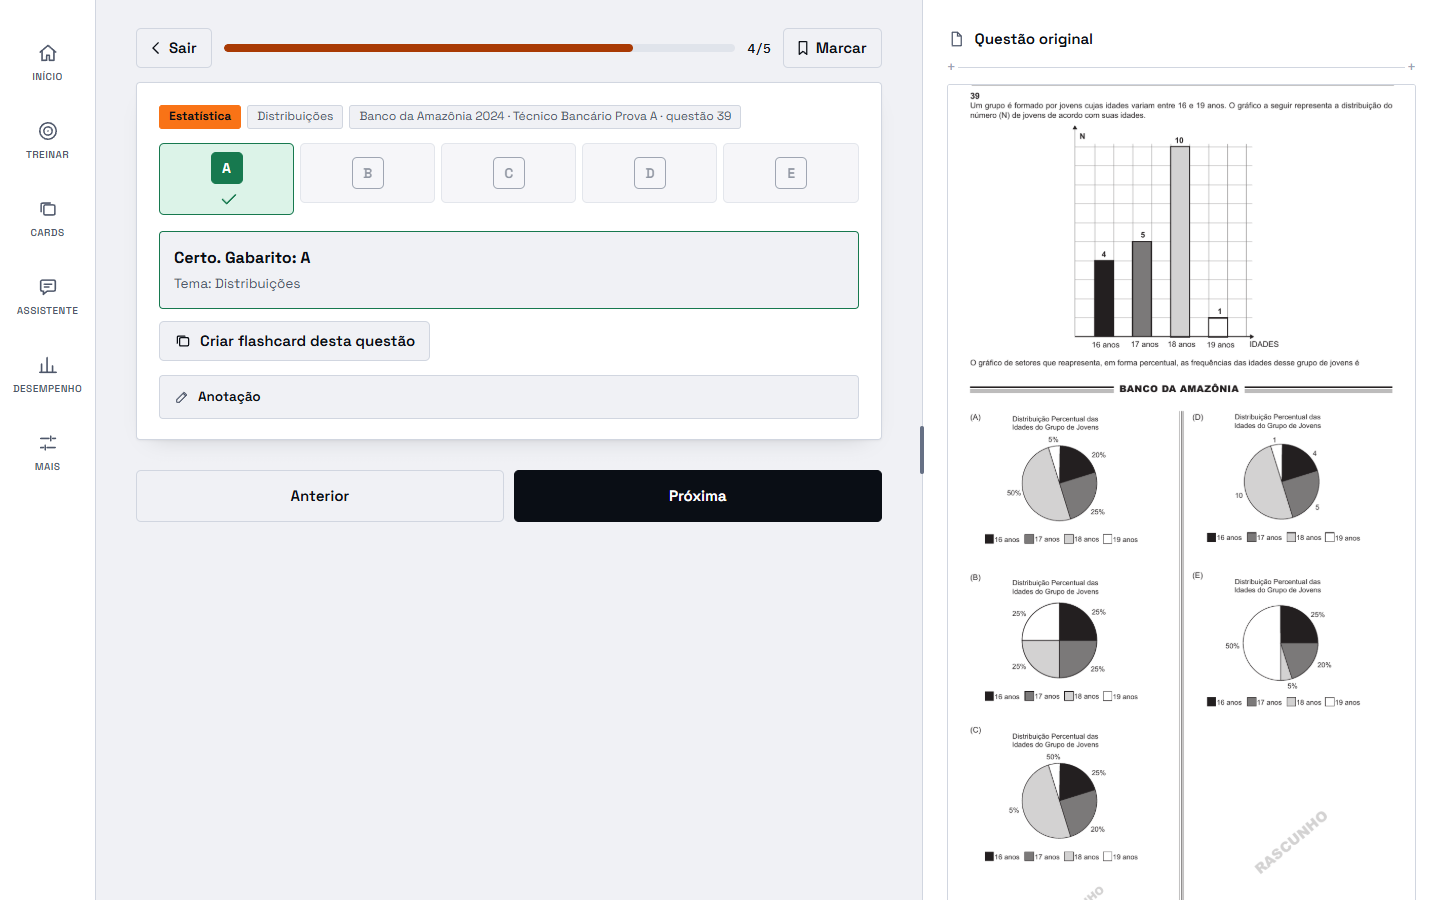 INÍCIO
TREINAR
CARDS
ASSISTENTE
DESEMPENHO
MAIS
Sair
4/5
Marcar
Estatística
Distribuições
Banco da Amazônia 2024 · Técnico Bancário Prova A · questão 39
A
B
C
D
E
Certo. Gabarito: A
Tema: Distribuições
Criar flashcard desta questão
Anotação
Anterior
Próxima
Questão original
39
Um grupo é formado por jovens cujas idades variam entre 16 e 19 anos. O gráfico a seguir representa a distribuição do
número (N) de jovens de acordo com suas idades.
N
10
5
4
1
16 anos
17 anos
18 anos
19 anos
IDADES
O gráfico de setores que reapresenta, em forma percentual, as frequências das idades desse grupo de jovens é
BANCO DA AMAZÔNIA
(A)
Distribuição Percentual das
Idades do Grupo de Jovens
5%
20%
50%
25%
16 anos 17 anos 18 anos 19 anos
(B)
Distribuição Percentual das
Idades do Grupo de Jovens
25%
25%
25%
25%
16 anos 17 anos 18 anos 19 anos
(C)
Distribuição Percentual das
Idades do Grupo de Jovens
50%
25%
5%
20%
16 anos 17 anos 18 anos 19 anos
(D)
Distribuição Percentual das
Idades do Grupo de Jovens
1
4
10
5
16 anos 17 anos 18 anos 19 anos
(E)
Distribuição Percentual das
Idades do Grupo de Jovens
25%
50%
20%
5%
16 anos 17 anos 18 anos 19 anos
RASCUNHO